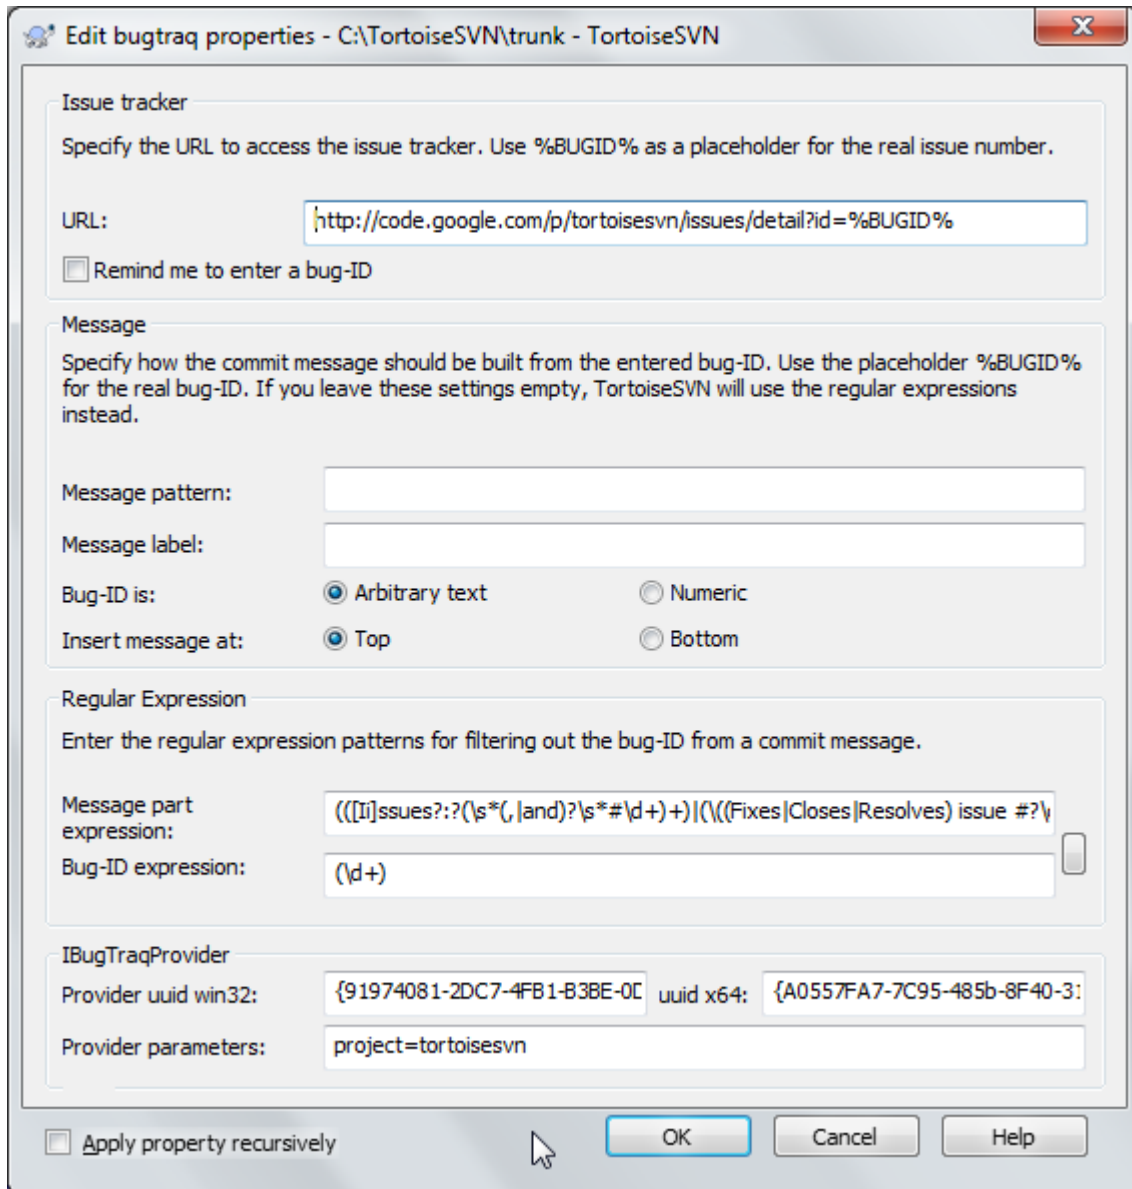 Edit bugtraq properties - C:\TortoiseSVN\trunk - TortoiseSVN
Issue tracker
Specify the URL to access the issue tracker. Use %BUGID% as a placeholder for the real issue number.
URL: http://code.google.com/p/tortoisesvn/issues/detail?id=%BUGID%
Remind me to enter a bug-ID
Message
Specify how the commit message should be built from the entered bug-ID. Use the placeholder %BUGID%
for the real bug-ID. If you leave these settings empty, TortoiseSVN will use the regular expressions
instead.
Message pattern:
Message label:
Bug-ID is: Arbitrary text Numeric
Insert message at: Top Bottom
Regular Expression
Enter the regular expression patterns for filtering out the bug-ID from a commit message.
Message part
expression: (([Ii]ssues?:?(\s*(,|and)?\s*#\d+)+)|(\((Fixes|Closes|Resolves) issue #?\
Bug-ID expression: (\d+)
IBugTraqProvider
Provider uuid win32: {91974081-2DC7-4FB1-B3BE-0D uuid x64: {A0557FA7-7C95-485b-8F40-31
Provider parameters: project=tortoisesvn
Apply property recursively OK Cancel Help